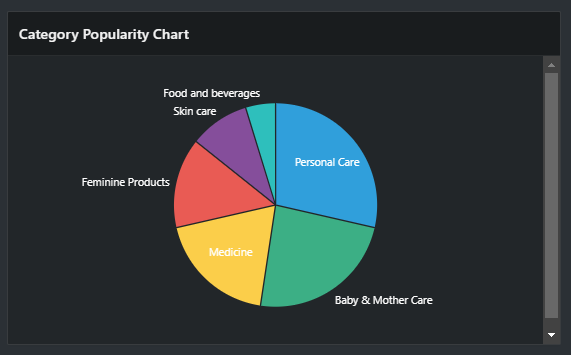 Category Popularity Chart
Food and beverages
Skin care
Personal Care
Feminine Products
Medicine
Baby & Mother Care